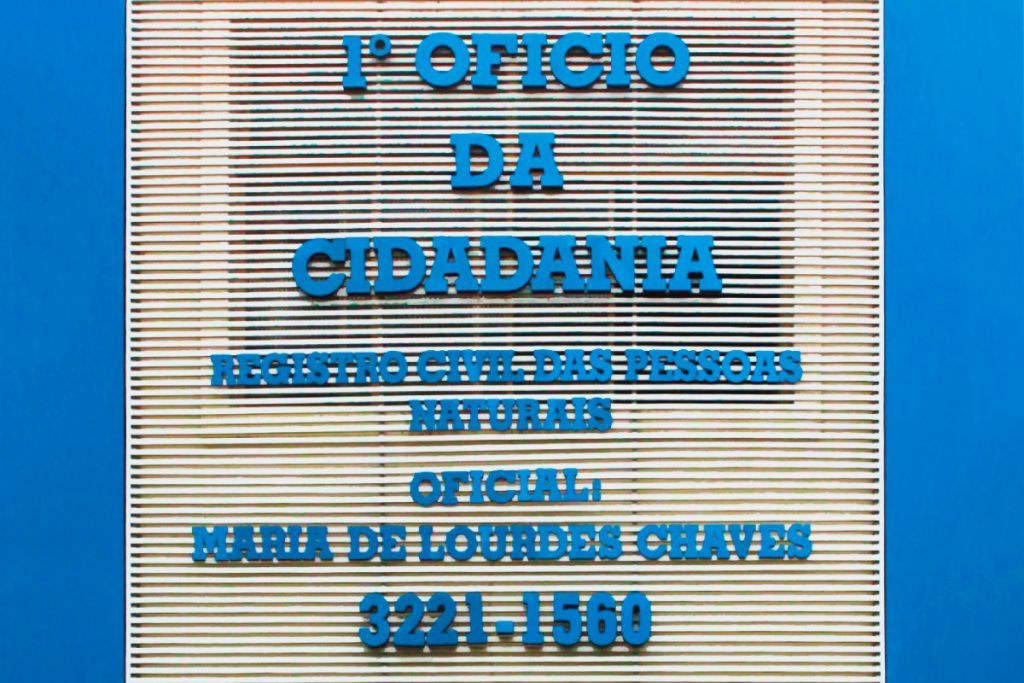 1º OFICIO
DA
CIDADANIA
REGISTRO CIVIL DAS PESSOAS
NATURAIS
OFICIAL:
MARIA DE LOURDES CHAVES
3221-1560